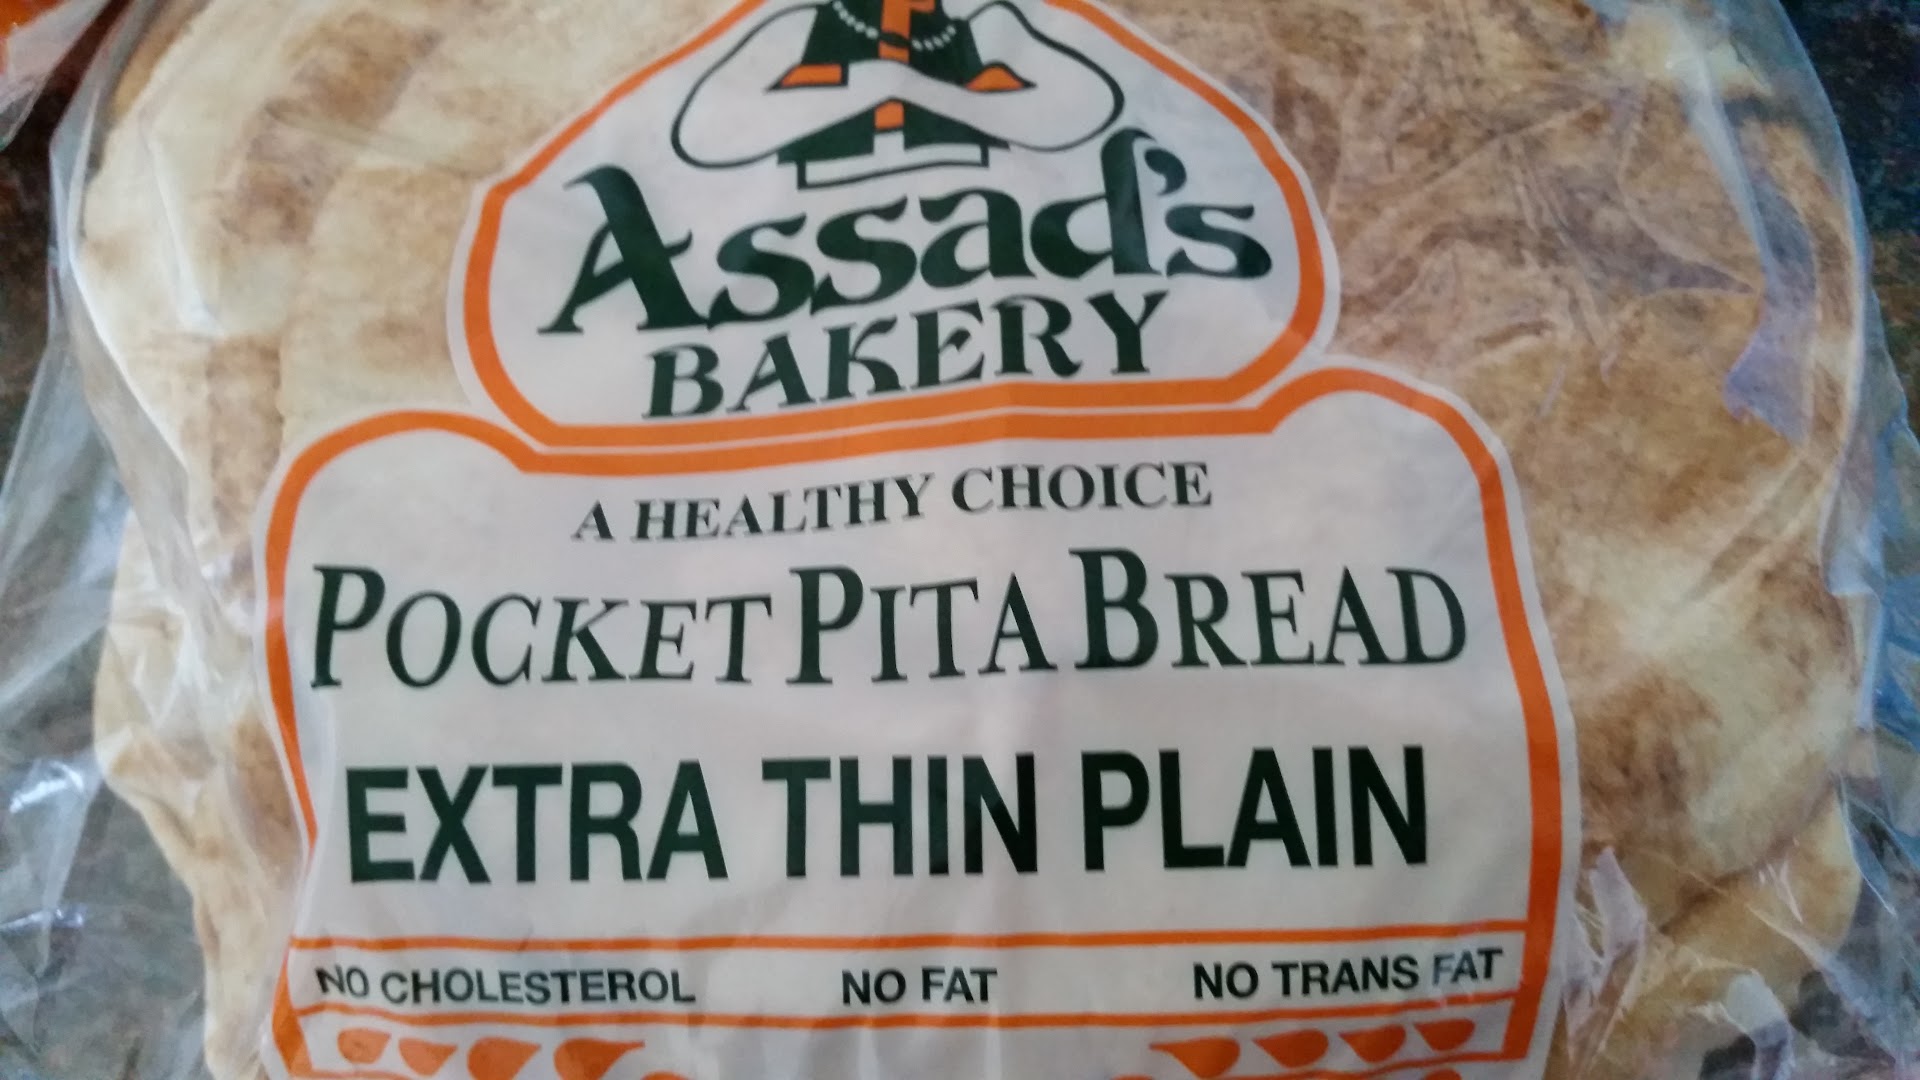 Assad's
BAKERY
A HEALTHY CHOICE
POCKET PITA BREAD
EXTRA THIN PLAIN
NO CHOLESTEROL NO FAT NO TRANS FAT